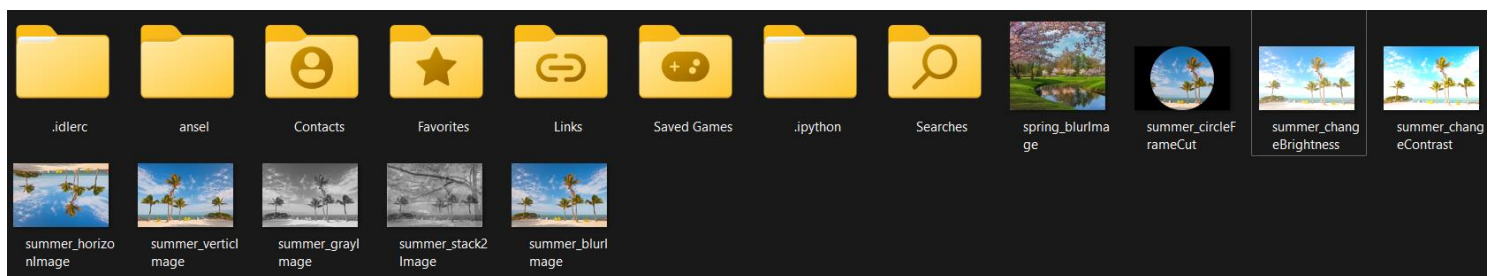 .idlerc
ansel
Contacts
Favorites
Links
Saved Games
.ipython
Searches
spring_blurIma
ge
summer_circleF
rameCut
summer_chang
eBrightness
summer_chang
eContrast
summer_horizo
nImage
summer_verticI
mage
summer_grayI
mage
summer_stack2
Image
summer_blurI
mage